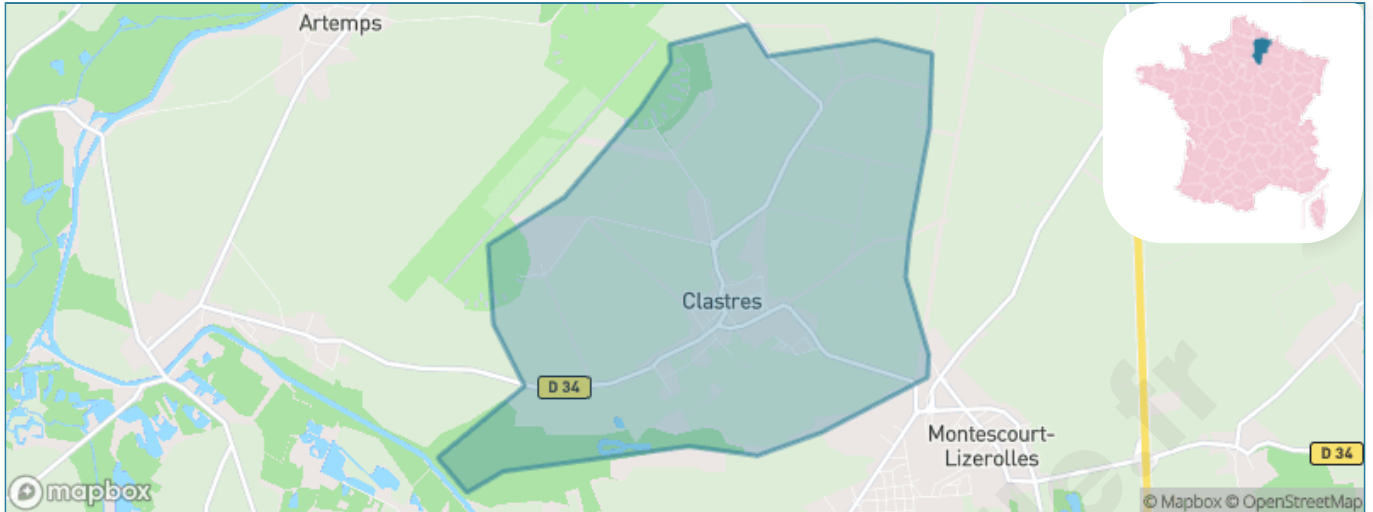 Artemps
Clastres
D 34
Montescourt-
Lizerolles
D 34
mapbox
© Mapbox © OpenStreetMap